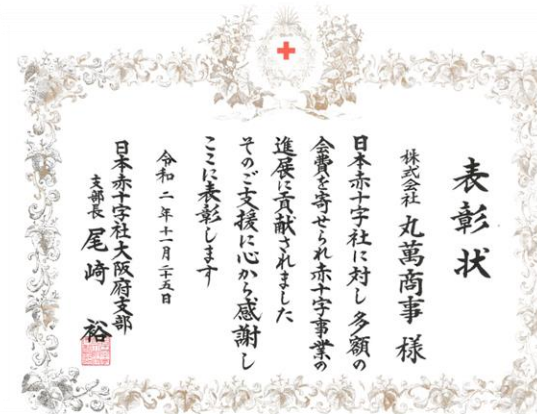 表彰状
株式会社 丸萬商事 様
日本赤十字社に対し多額の
会費を寄せられ赤十字事業の
進展に貢献されました
そのご支援に心から感謝し
ここに表彰します
令和二年十一月二十五日
日本赤十字社大阪府支部
支部長 尾崎 裕